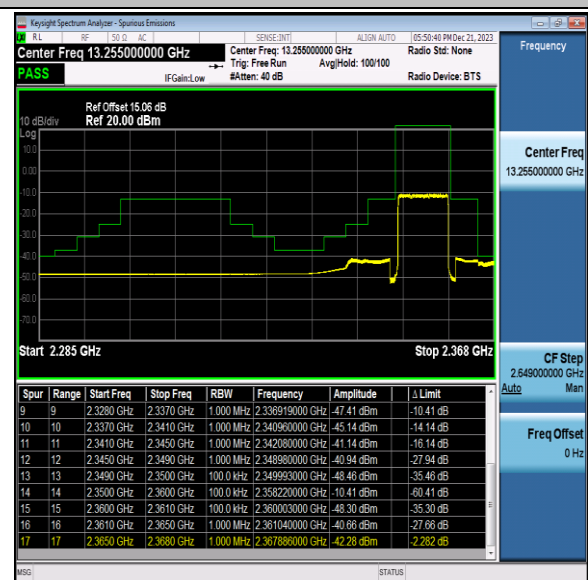 Keysight Spectrum Analyzer - Spurious Emissions
RL RF 50 Ω AC SENSE:INT ALIGN AUTO 05:50:40 PM Dec 21, 2023
Center Freq 13.255000000 GHz Center Freq: 13.255000000 GHz Radio Std: None Frequency
Trig: Free Run Avg|Hold: 100/100
PASS IFGain:Low #Atten: 40 dB Radio Device: BTS
Ref Offset 15.06 dB
10 dB/div Ref 20.00 dBm
Log
10.0
0.00
-10.0
-20.0
-30.0
-40.0
-50.0
-60.0
-70.0
Start 2.285 GHz Stop 2.368 GHz
Center Freq
13.255000000 GHz
CF Step
2.649000000 GHz
Auto Man
Freq Offset
0 Hz
Spur Range Start Freq Stop Freq RBW Frequency Amplitude Δ Limit
9 9 2.3280 GHz 2.3370 GHz 1.000 MHz 2.336919000 GHz -47.41 dBm -10.41 dB
10 10 2.3370 GHz 2.3410 GHz 1.000 MHz 2.340960000 GHz -45.14 dBm -14.14 dB
11 11 2.3410 GHz 2.3450 GHz 1.000 MHz 2.342080000 GHz -41.14 dBm -16.14 dB
12 12 2.3450 GHz 2.3490 GHz 1.000 MHz 2.348980000 GHz -40.94 dBm -27.94 dB
13 13 2.3490 GHz 2.3500 GHz 100.0 kHz 2.349993000 GHz -48.46 dBm -35.46 dB
14 14 2.3500 GHz 2.3600 GHz 100.0 kHz 2.358220000 GHz -10.41 dBm -60.41 dB
15 15 2.3600 GHz 2.3610 GHz 100.0 kHz 2.360003000 GHz -48.30 dBm -35.30 dB
16 16 2.3610 GHz 2.3650 GHz 1.000 MHz 2.361040000 GHz -40.66 dBm -27.66 dB
17 17 2.3650 GHz 2.3680 GHz 1.000 MHz 2.367886000 GHz -42.28 dBm -2.282 dB
MSG STATUS